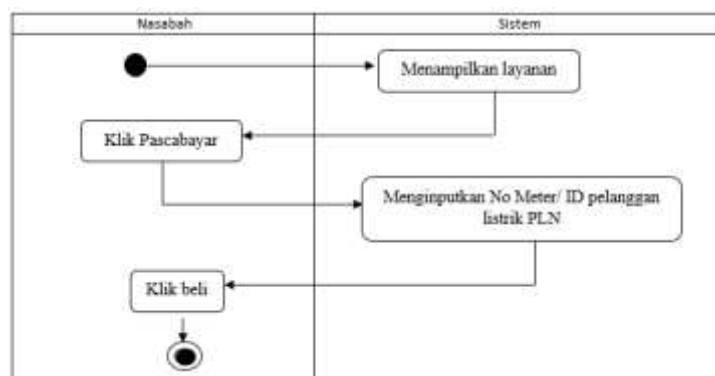 Nasabah
Sistem
Menampilkan layanan
Klik Pascabayar
Menginputkan No Meter/ ID pelanggan
listrik PLN
Klik beli